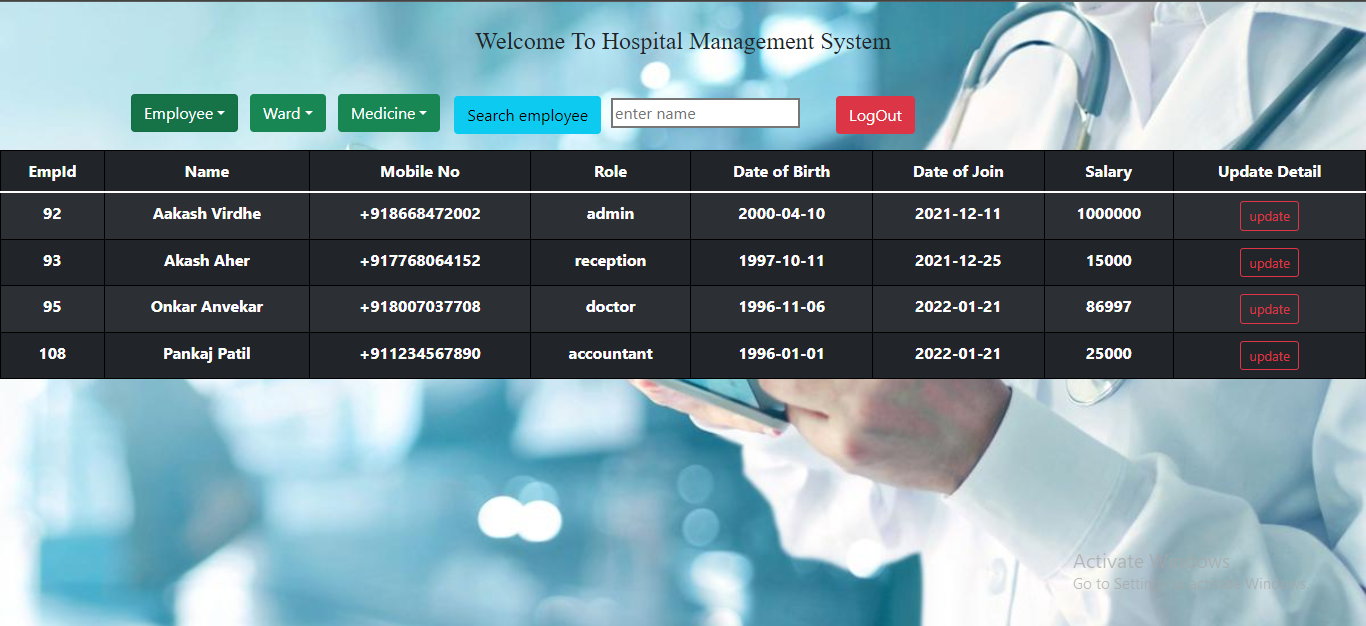 Welcome To Hospital Management System
Employee Ward Medicine Search employee enter name LogOut
EmpId Name Mobile No Role Date of Birth Date of Join Salary Update Detail
92 Aakash Virdhe +918668472002 admin 2000-04-10 2021-12-11 1000000 update
93 Akash Aher +917768064152 reception 1997-10-11 2021-12-25 15000 update
95 Onkar Anvekar +918007037708 doctor 1996-11-06 2022-01-21 86997 update
108 Pankaj Patil +911234567890 accountant 1996-01-01 2022-01-21 25000 update
Activate Windows
Go to Settings to activate Windows.